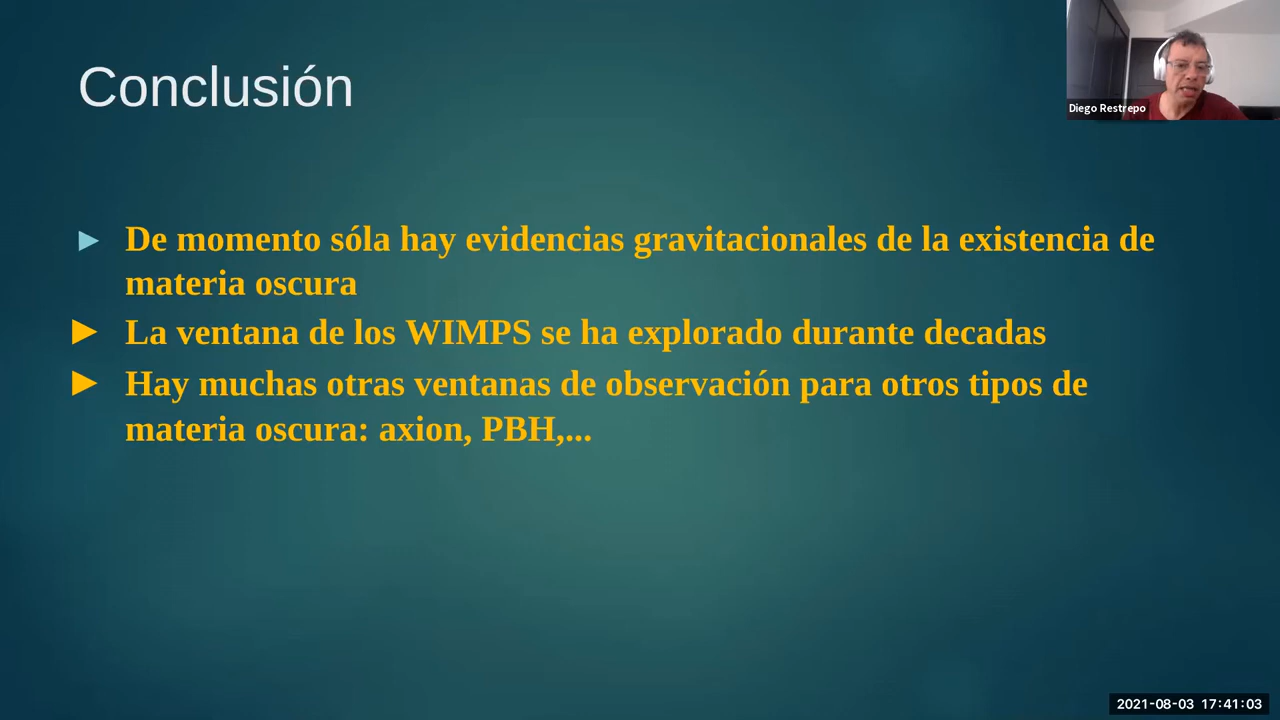 Conclusión
Diego Restrepo
► De momento sóla hay evidencias gravitacionales de la existencia de
materia oscura
► La ventana de los WIMPS se ha explorado durante decadas
► Hay muchas otras ventanas de observación para otros tipos de
materia oscura: axion, PBH,...
2021-08-03 17:41:03